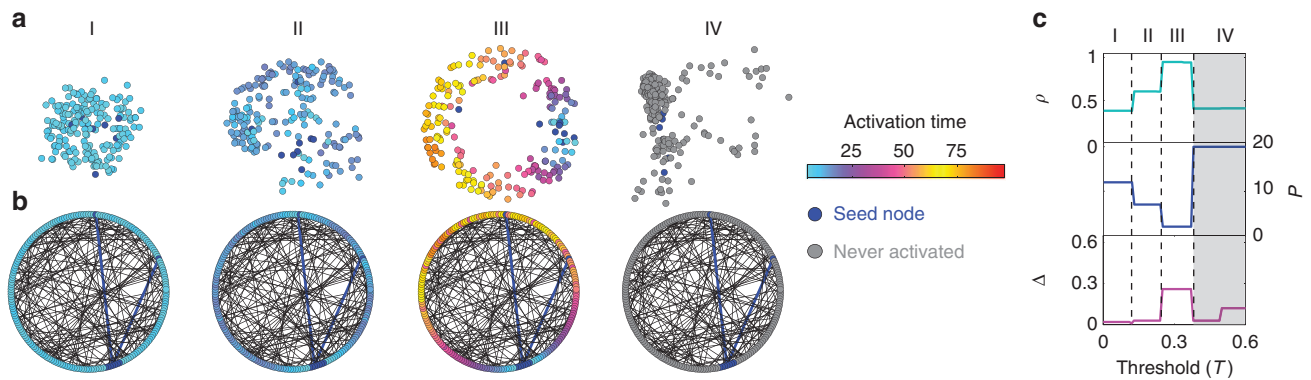 a
I
II
III
IV
Activation time
25
50
75
Seed node
Never activated
b
c
I
II
III
IV
1
0.5
0
ρ
20
10
0
P
0.6
0.3
0
Δ
0
0.3
0.6
Threshold (T)